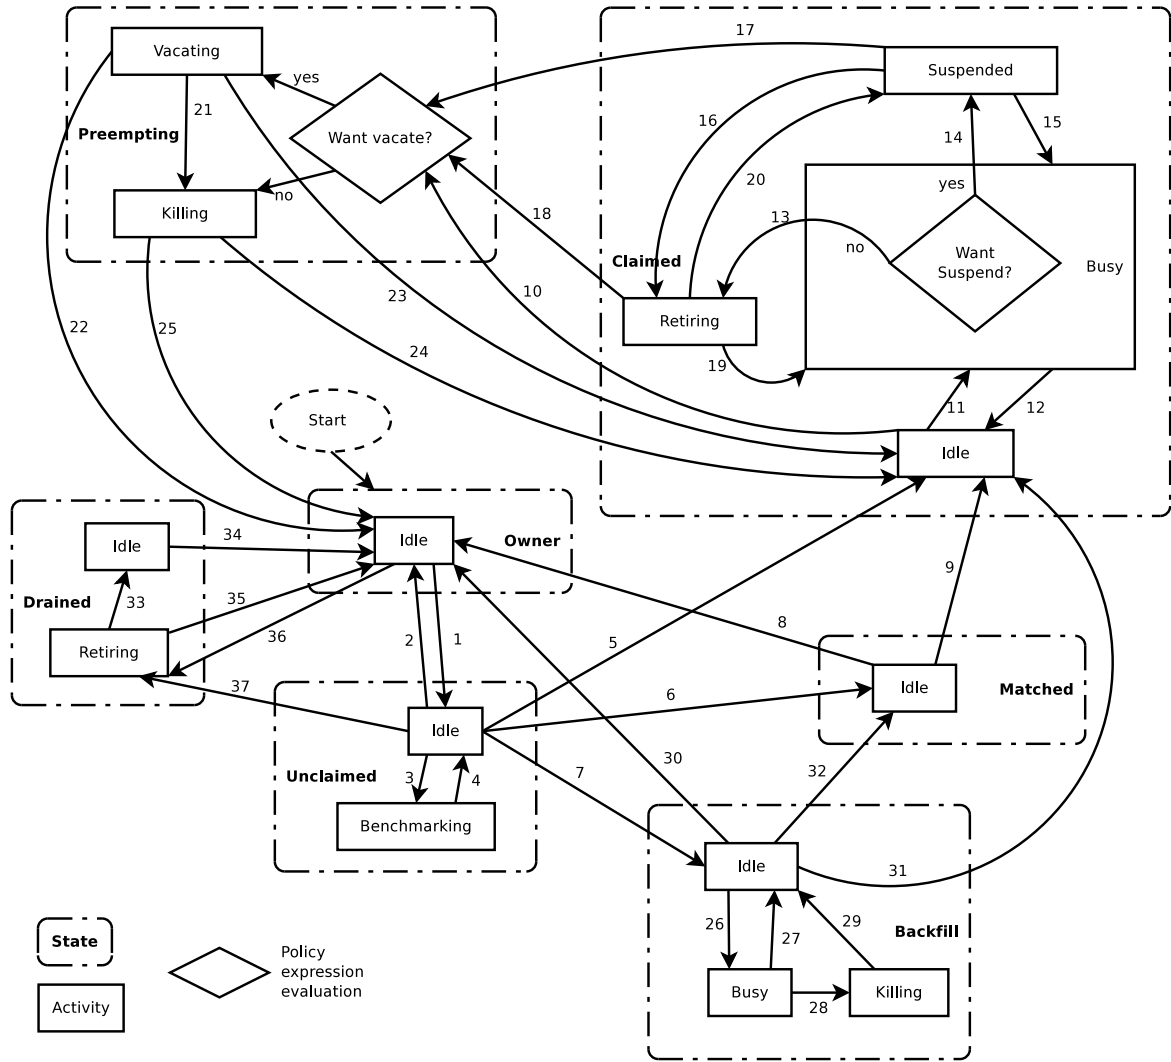 17
Vacating
Suspended
yes
21
16
15
Preempting
Want vacate?
14
20
yes
no
Killing
18
13
Claimed
no
Want
Suspend?
Busy
10
23
22
25
Retiring
24
19
11
12
Start
Idle
34
Idle
Idle
Owner
9
Drained
33
35
36
2
1
5
8
Retiring
37
6
Idle
Matched
Idle
Unclaimed
3
4
7
30
32
Benchmarking
Idle
31
26
27
29
Backfill
State
Policy
expression
evaluation
Busy
28
Killing
Activity